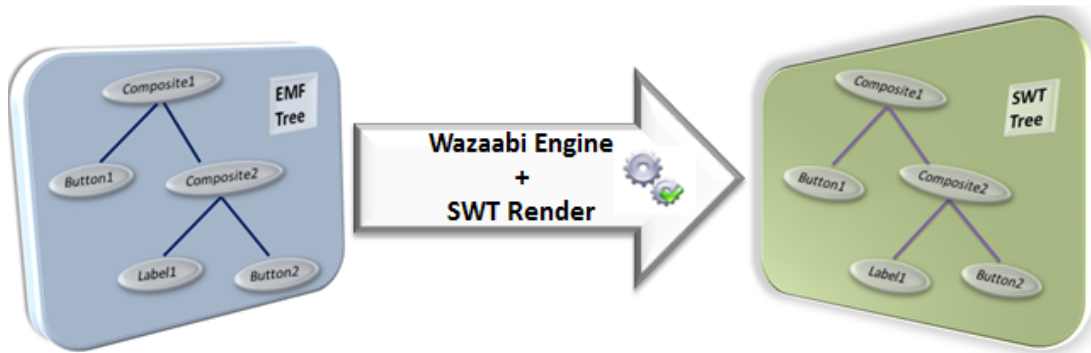 Composite1
EMF
Tree
Button1
Composite2
Label1
Button2
Wazaabi Engine
+
SWT Render
Composite1
SWT
Tree
Button1
Composite2
Label1
Button2